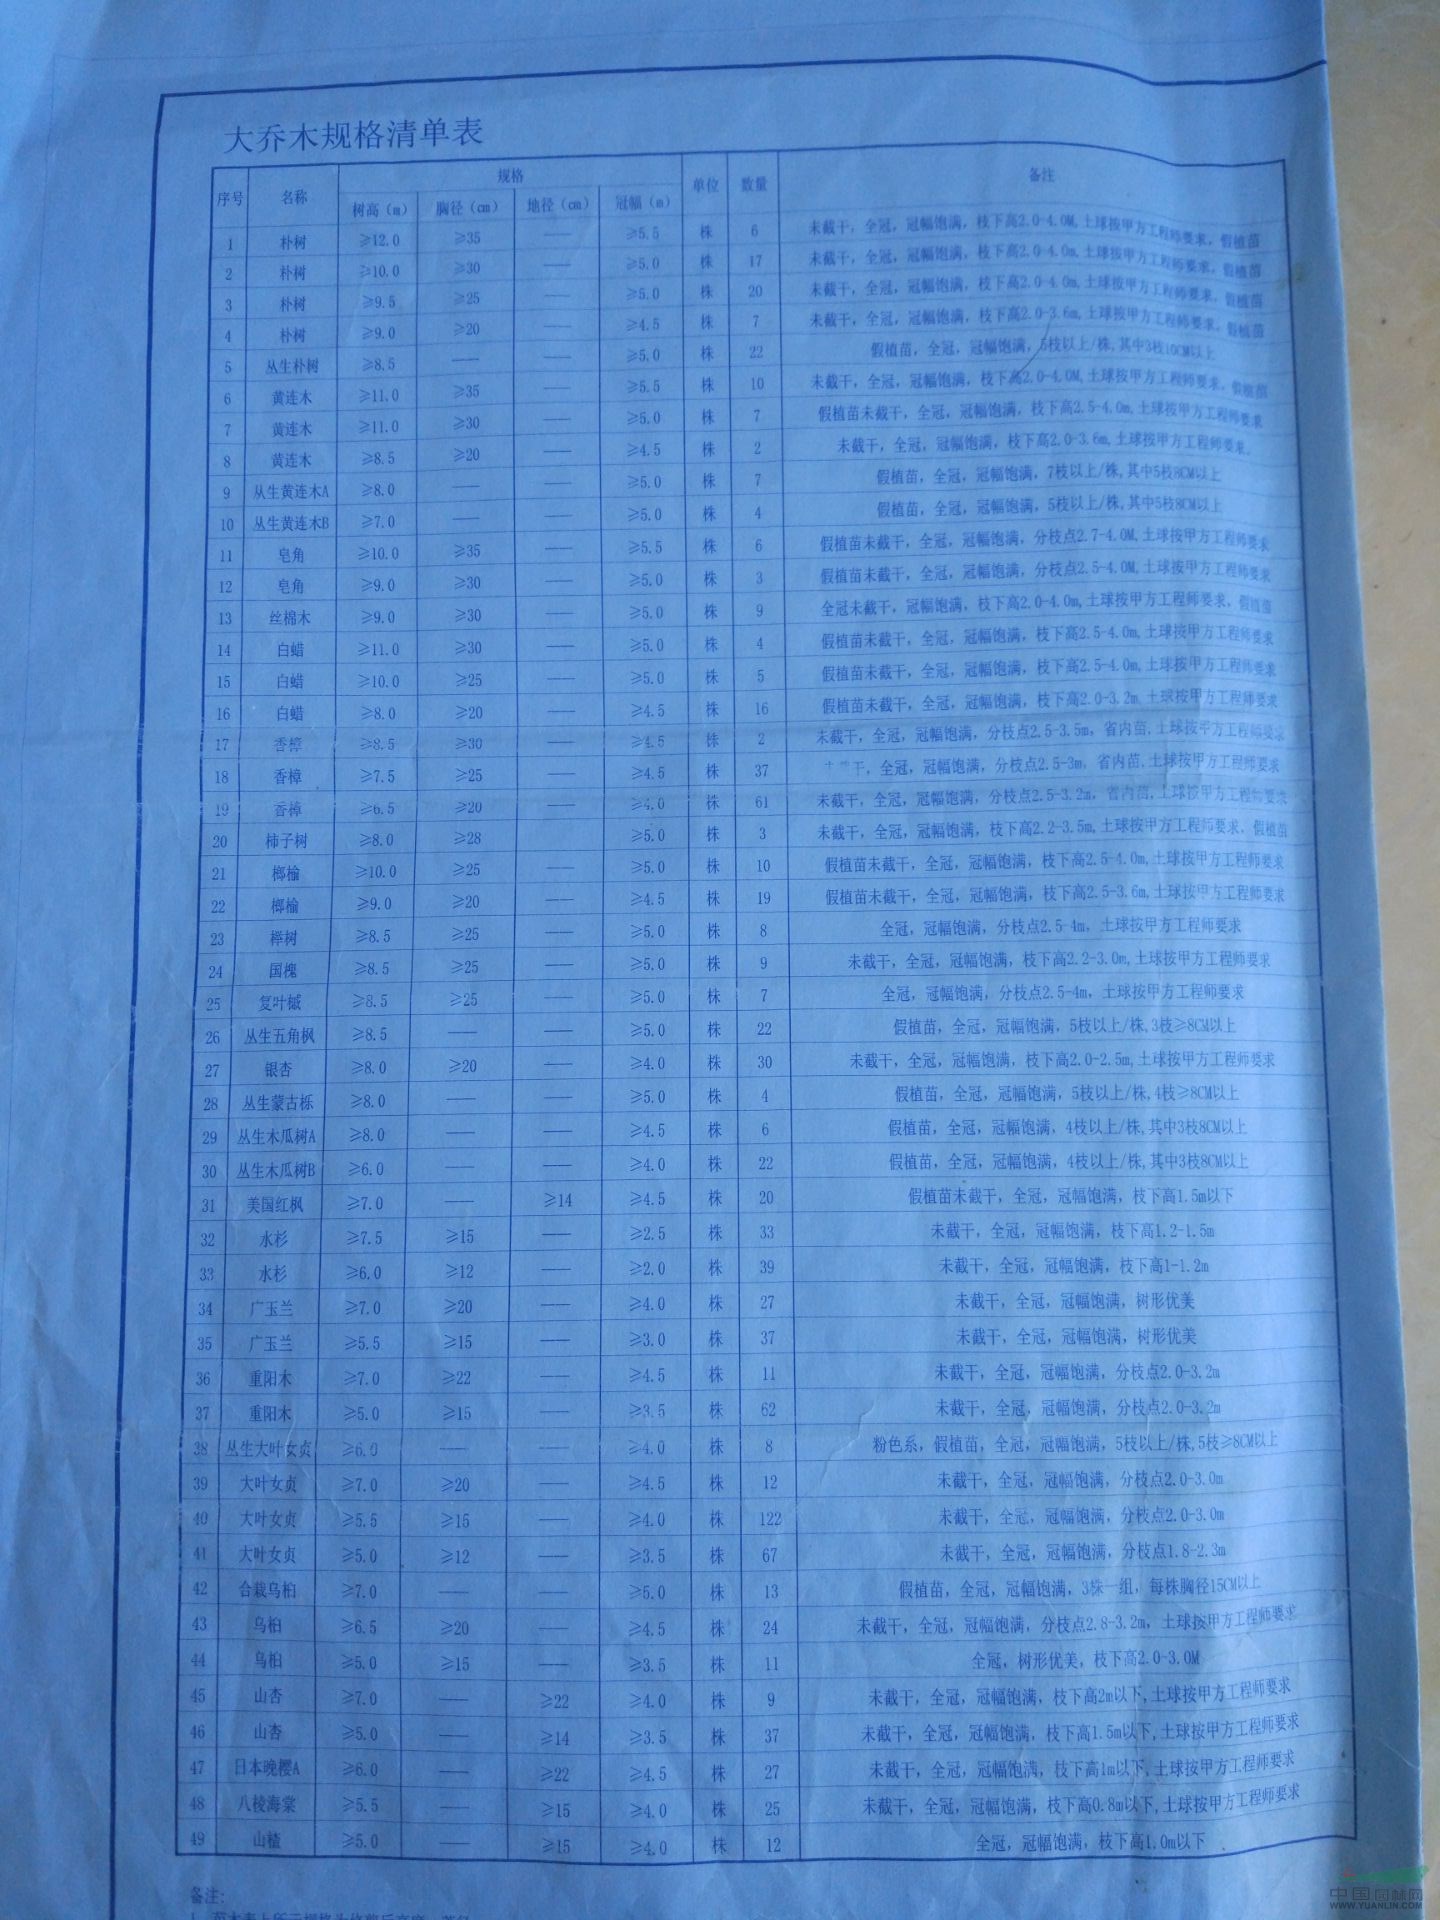 大乔木规格清单表
序号 名称 规格 单位 数量 备注
树高（m） 胸径（cm） 地径（cm） 冠幅（m）
1 朴树 ≥12.0 ≥35 —— ≥5.5 株 6 未截干，全冠，冠幅饱满，枝下高2.0-4.0M,土球按甲方工程师要求，假植苗
2 朴树 ≥10.0 ≥30 —— ≥5.0 株 17 未截干，全冠，冠幅饱满，枝下高2.0-4.0m,土球按甲方工程师要求，假植苗
3 朴树 ≥9.5 ≥25 —— ≥5.0 株 20 未截干，全冠，冠幅饱满，枝下高2.0-4.0m,土球按甲方工程师要求，假植苗
4 朴树 ≥9.0 ≥20 —— ≥4.5 株 7 未截干，全冠，冠幅饱满，枝下高2.0-3.6m,土球按甲方工程师要求，假植苗
5 丛生朴树 ≥8.5 —— —— ≥5.0 株 22 假植苗，全冠，冠幅饱满，5枝以上/株,其中3枝10CM以上
6 黄连木 ≥11.0 ≥35 —— ≥5.5 株 10 未截干，全冠，冠幅饱满，枝下高2.0-4.0M,土球按甲方工程师要求，假植苗
7 黄连木 ≥11.0 ≥30 —— ≥5.0 株 7 假植苗未截干，全冠，冠幅饱满，枝下高2.5-4.0m,土球按甲方工程师要求
8 黄连木 ≥8.5 ≥20 —— ≥4.5 株 2 未截干，全冠，冠幅饱满，枝下高2.0-3.6m,土球按甲方工程师要求，
9 丛生黄连木A ≥8.0 —— —— ≥5.0 株 7 假植苗，全冠，冠幅饱满，7枝以上/株,其中5枝8CM以上
10 丛生黄连木B ≥7.0 —— —— ≥5.0 株 4 假植苗，全冠，冠幅饱满，5枝以上/株,其中5枝8CM以上
11 皂角 ≥10.0 ≥35 —— ≥5.5 株 6 假植苗未截干，全冠，冠幅饱满，分枝点2.7-4.0M,土球按甲方工程师要求
12 皂角 ≥9.0 ≥30 —— ≥5.0 株 3 假植苗未截干，全冠，冠幅饱满，分枝点2.5-4.0M,土球按甲方工程师要求
13 丝棉木 ≥9.0 ≥30 —— ≥5.0 株 9 全冠未截干，冠幅饱满，枝下高2.0-4.0m,土球按甲方工程师要求，假植苗
14 白蜡 ≥11.0 ≥30 —— ≥5.0 株 4 假植苗未截干，全冠，冠幅饱满，枝下高2.5-4.0m,土球按甲方工程师要求
15 白蜡 ≥10.0 ≥25 —— ≥5.0 株 5 假植苗未截干，全冠，冠幅饱满，枝下高2.5-4.0m,土球按甲方工程师要求
16 白蜡 ≥8.0 ≥20 —— ≥4.5 株 16 假植苗未截干，全冠，冠幅饱满，枝下高2.0-3.2m,土球按甲方工程师要求
17 香樟 ≥8.5 ≥30 —— ≥4.5 株 2 未截干，全冠，冠幅饱满，分枝点2.5-3.5m，省内苗,土球按甲方工程师要求
18 香樟 ≥7.5 ≥25 —— ≥4.5 株 37 干，全冠，冠幅饱满，分枝点2.5-3m，省内苗,土球按甲方工程师要求
19 香樟 ≥6.5 ≥20 —— ≥4.0 株 61 未截干，全冠，冠幅饱满，分枝点2.5-3.2m，省内苗,土球按甲方工程师要求
20 柿子树 ≥8.0 ≥28 ≥5.0 株 3 未截干，全冠，冠幅饱满，枝下高2.2-3.5m,土球按甲方工程师要求，假植苗
21 榔榆 ≥10.0 ≥25 —— ≥5.0 株 10 假植苗未截干，全冠，冠幅饱满，枝下高2.5-4.0m,土球按甲方工程师要求
22 榔榆 ≥9.0 ≥20 —— ≥4.5 株 19 假植苗未截干，全冠，冠幅饱满，枝下高2.5-3.6m,土球按甲方工程师要求
23 榉树 ≥8.5 ≥25 —— ≥5.0 株 8 全冠，冠幅饱满，分枝点2.5-4m，土球按甲方工程师要求
24 国槐 ≥8.5 ≥25 —— ≥5.0 株 9 未截干，全冠，冠幅饱满，枝下高2.2-3.0m,土球按甲方工程师要求
25 复叶槭 ≥8.5 ≥25 —— ≥5.0 株 7 全冠，冠幅饱满，分枝点2.5-4m，土球按甲方工程师要求
26 丛生五角枫 ≥8.5 —— —— ≥5.0 株 22 假植苗，全冠，冠幅饱满，5枝以上/株,3枝≥8CM以上
27 银杏 ≥8.0 ≥20 —— ≥4.0 株 30 未截干，全冠，冠幅饱满，枝下高2.0-2.5m,土球按甲方工程师要求
28 丛生蒙古栎 ≥8.0 —— —— ≥5.0 株 4 假植苗，全冠，冠幅饱满，5枝以上/株,4枝≥8CM以上
29 丛生木瓜树A ≥8.0 —— —— ≥4.5 株 6 假植苗，全冠，冠幅饱满，4枝以上/株,其中3枝8CM以上
30 丛生木瓜树B ≥6.0 —— —— ≥4.0 株 22 假植苗，全冠，冠幅饱满，4枝以上/株,其中3枝8CM以上
31 美国红枫 ≥7.0 —— ≥14 ≥4.5 株 20 假植苗未截干，全冠，冠幅饱满，枝下高1.5m以下
32 水杉 ≥7.5 ≥15 —— ≥2.5 株 33 未截干，全冠，冠幅饱满，枝下高1.2-1.5m
33 水杉 ≥6.0 ≥12 —— ≥2.0 株 39 未截干，全冠，冠幅饱满，枝下高1-1.2m
34 广玉兰 ≥7.0 ≥20 —— ≥4.0 株 27 未截干，全冠，冠幅饱满，树形优美
35 广玉兰 ≥5.5 ≥15 —— ≥3.0 株 37 未截干，全冠，冠幅饱满，树形优美
36 重阳木 ≥7.0 ≥22 —— ≥4.5 株 11 未截干，全冠，冠幅饱满，分枝点2.0-3.2m
37 重阳木 ≥5.0 ≥15 —— ≥3.5 株 62 未截干，全冠，冠幅饱满，分枝点2.0-3.2m
38 丛生大叶女贞 ≥6.0 —— —— ≥4.0 株 8 粉色系，假植苗，全冠，冠幅饱满，5枝以上/株,5枝≥8CM以上
39 大叶女贞 ≥7.0 ≥20 —— ≥4.5 株 12 未截干，全冠，冠幅饱满，分枝点2.0-3.0m
40 大叶女贞 ≥5.5 ≥15 —— ≥4.0 株 122 未截干，全冠，冠幅饱满，分枝点2.0-3.0m
41 大叶女贞 ≥5.0 ≥12 —— ≥3.5 株 67 未截干，全冠，冠幅饱满，分枝点1.8-2.3m
42 合栽乌桕 ≥7.0 —— —— ≥5.0 株 13 假植苗，全冠，冠幅饱满，3株一组，每株胸径15CM以上
43 乌桕 ≥6.5 ≥20 —— ≥4.5 株 24 未截干，全冠，冠幅饱满，分枝点2.8-3.2m，土球按甲方工程师要求
44 乌桕 ≥5.0 ≥15 —— ≥3.5 株 11 全冠，树形优美，枝下高2.0-3.0M
45 山杏 ≥7.0 —— ≥22 ≥4.0 株 9 未截干，全冠，冠幅饱满，枝下高2m以下,土球按甲方工程师要求
46 山杏 ≥5.0 —— ≥14 ≥3.5 株 37 未截干，全冠，冠幅饱满，枝下高1.5m以下,土球按甲方工程师要求
47 日本晚樱A ≥6.0 —— ≥22 ≥4.5 株 27 未截干，全冠，冠幅饱满，枝下高1m以下,土球按甲方工程师要求
48 八棱海棠 ≥5.5 —— ≥15 ≥4.0 株 25 未截干，全冠，冠幅饱满，枝下高0.8m以下,土球按甲方工程师要求
49 山楂 ≥5.0 —— ≥15 ≥4.0 株 12 全冠，冠幅饱满，枝下高1.0m以下
备注：
中国园林网
WWW.YUANLIN.COM